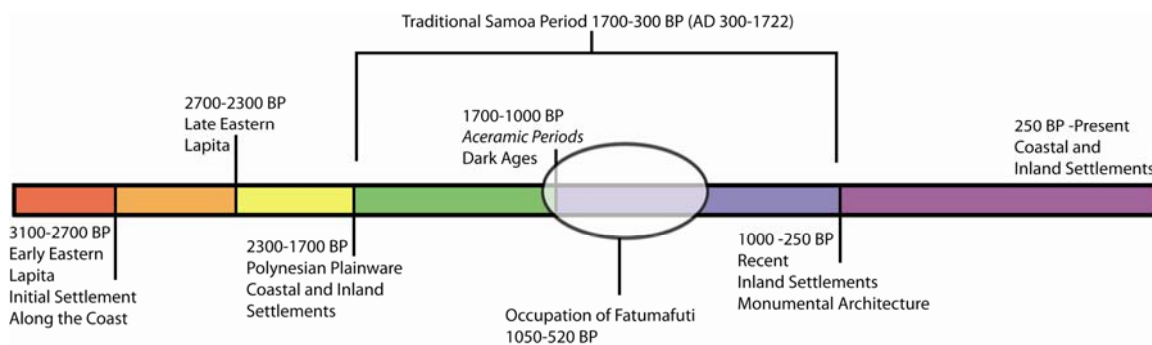 Traditional Samoa Period 1700-300 BP (AD 300-1722)
2700-2300 BP
Late Eastern
Lapita
1700-1000 BP
Aceramic Periods
Dark Ages
250 BP -Present
Coastal and
Inland Settlements
3100-2700 BP
Early Eastern
Lapita
Initial Settlement
Along the Coast
2300-1700 BP
Polynesian Plainware
Coastal and Inland
Settlements
Occupation of Fatumafuti
1050-520 BP
1000 -250 BP
Recent
Inland Settlements
Monumental Architecture